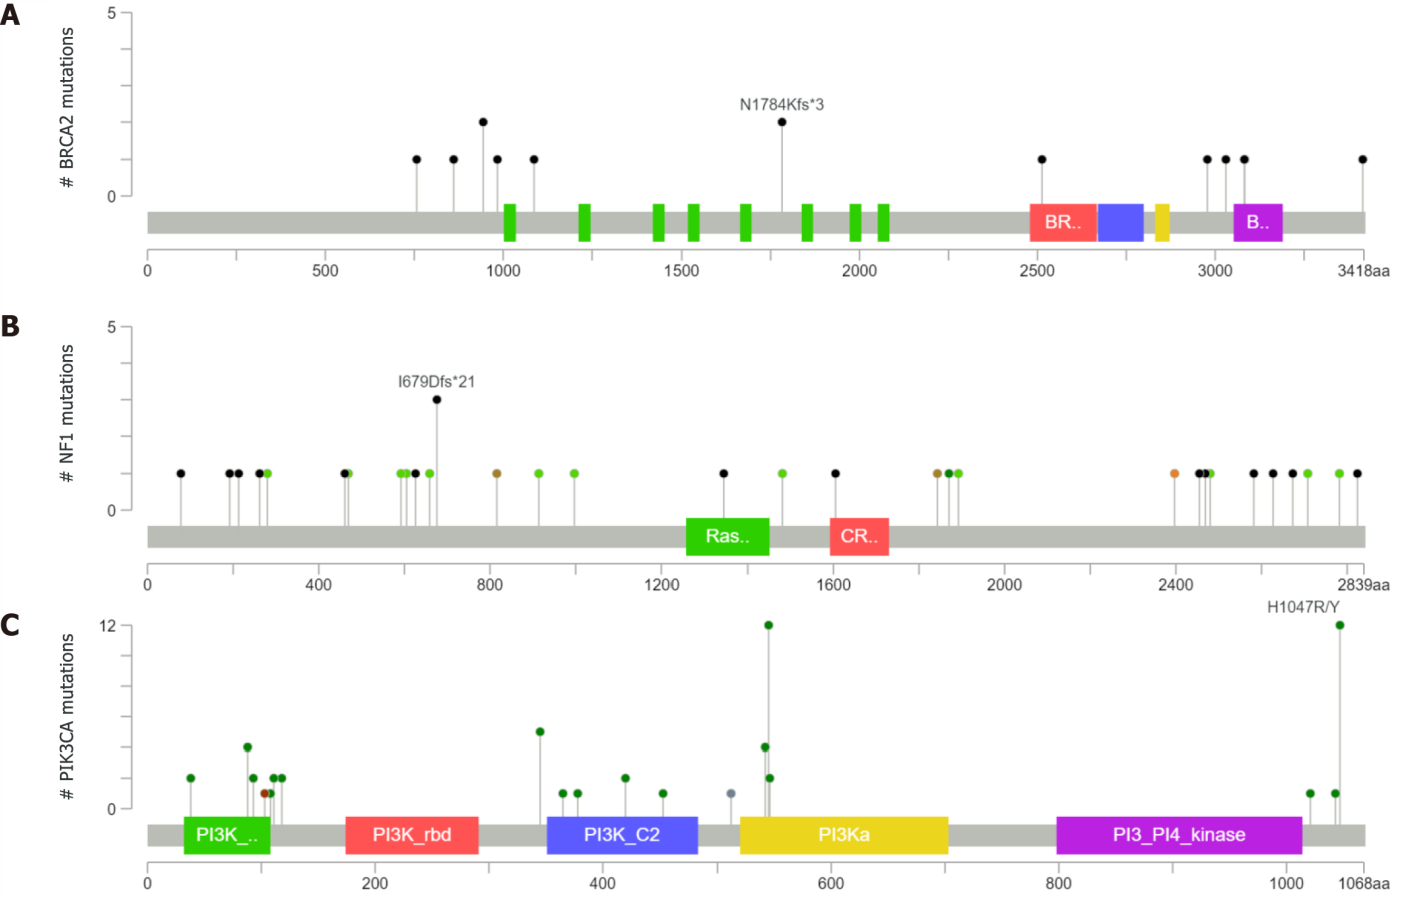 A
# BRCA2 mutations
5
0
N1784Kfs*3
BR..
B..
0 500 1000 1500 2000 2500 3000 3418aa
B
# NF1 mutations
5
0
I679Dfs*21
Ras..
CR..
0 400 800 1200 1600 2000 2400 2839aa
C
# PIK3CA mutations
12
0
H1047R/Y
PI3K_.. PI3K_rbd PI3K_C2 PI3Ka PI3_PI4_kinase
0 200 400 600 800 1000 1068aa